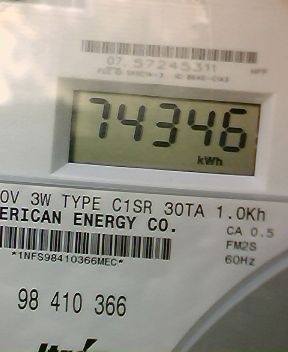 07. 57245311
74346
kWh
0V 3W TYPE C1SR 30TA 1.0Kh
ERICAN ENERGY CO.
CA 0.5
FM2S
60Hz
*1NFS98410366MEC*
98 410 366
Itrón